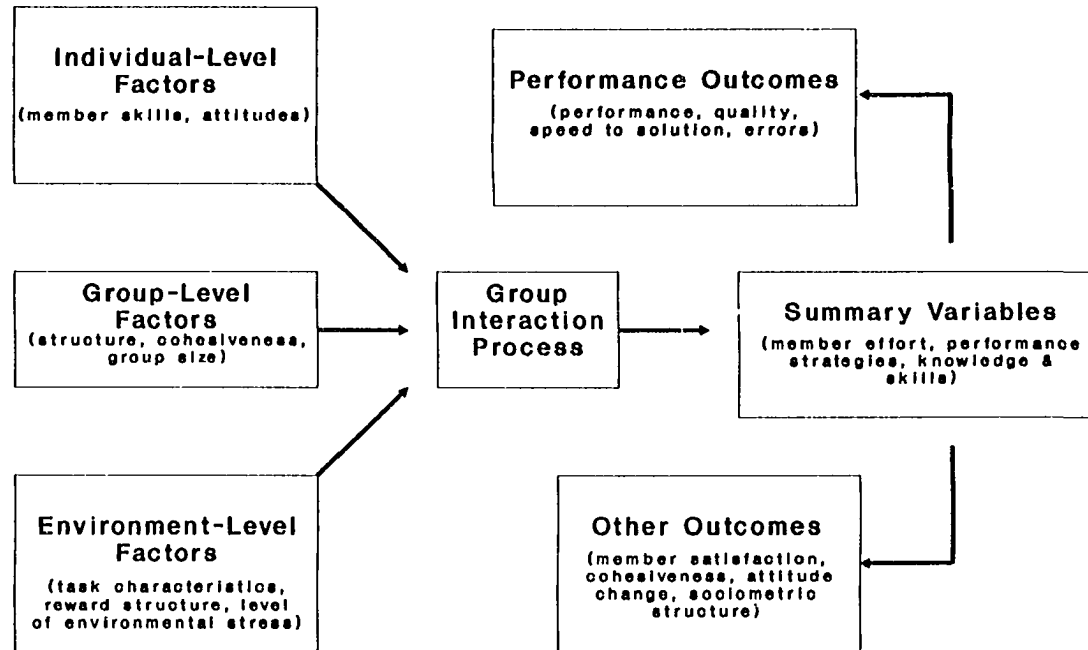 Individual-Level
Factors
(member skills, attitudes)
Performance Outcomes
(performance, quality,
speed to solution, errors)
Group-Level
Factors
(structure, cohesiveness,
group size)
Group
Interaction
Process
Summary Variables
(member effort, performance
strategies, knowledge &
skills)
Environment-Level
Factors
(task characteristics,
reward structure, level
of environmental stress)
Other Outcomes
(member satisfaction,
cohesiveness, attitude
change, sociometric
structure)